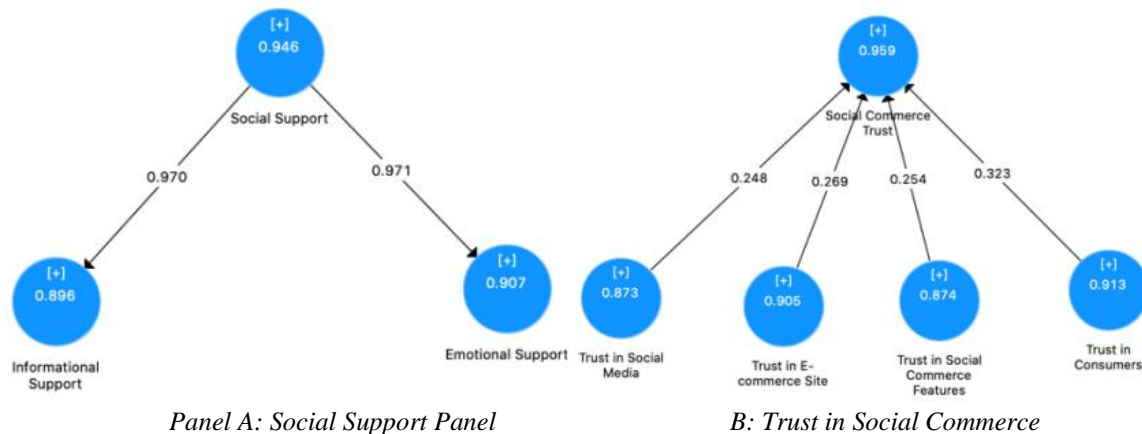 [+]
0.946
Social Support
0.970
0.971
[+]
0.896
Informational
Support
[+]
0.907
Emotional Support
[+]
0.959
Social Commerce
Trust
0.248
0.269
0.254
0.323
[+]
0.873
Trust in Social
Media
[+]
0.905
Trust in E-
commerce Site
[+]
0.874
Trust in Social
Commerce
Features
[+]
0.913
Trust in
Consumers
Panel A: Social Support Panel
B: Trust in Social Commerce